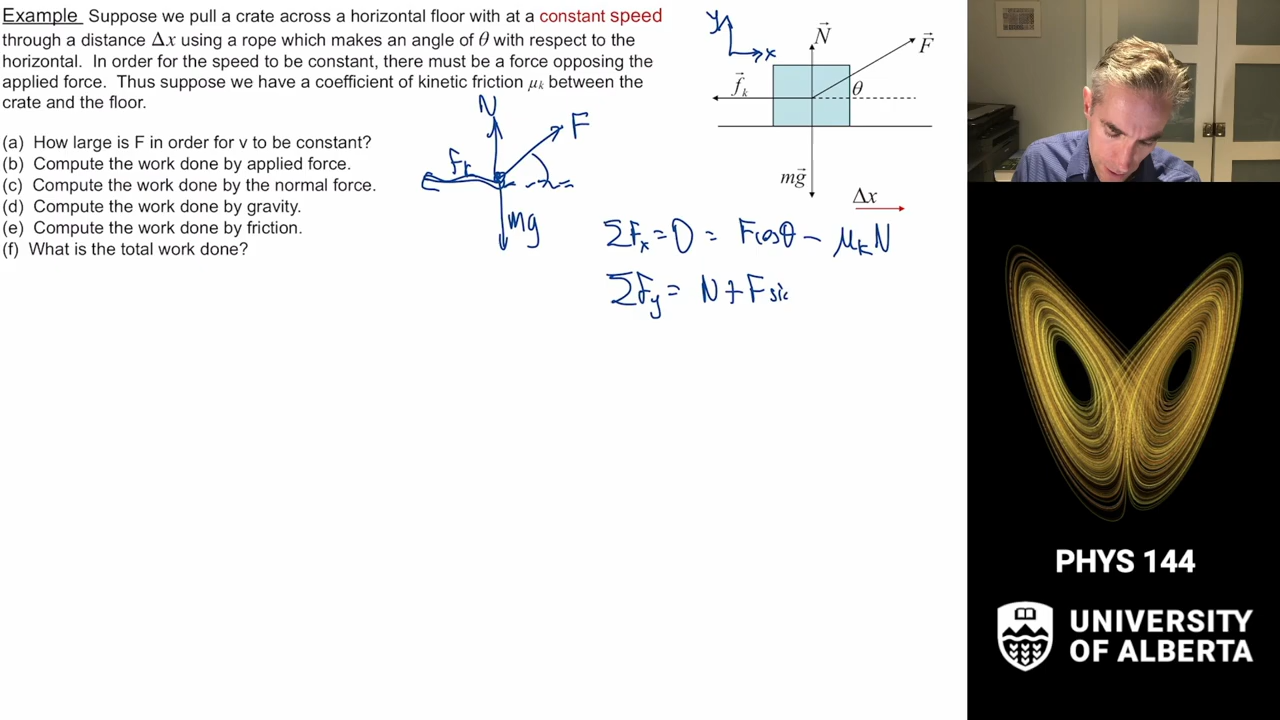 Example Suppose we pull a crate across a horizontal floor with at a constant speed
through a distance Δx using a rope which makes an angle of θ with respect to the
horizontal. In order for the speed to be constant, there must be a force opposing the
applied force. Thus suppose we have a coefficient of kinetic friction μk between the
crate and the floor.
(a) How large is F in order for v to be constant?
(b) Compute the work done by applied force.
(c) Compute the work done by the normal force.
(d) Compute the work done by gravity.
(e) Compute the work done by friction.
(f) What is the total work done?
N
F
fk
mg
y
x
N⃗
F⃗
f⃗k
θ
mg⃗
Δx
ΣFx = 0 = Fcosθ − μkN
ΣFy = N + F si
PHYS 144
UNIVERSITY
OF ALBERTA